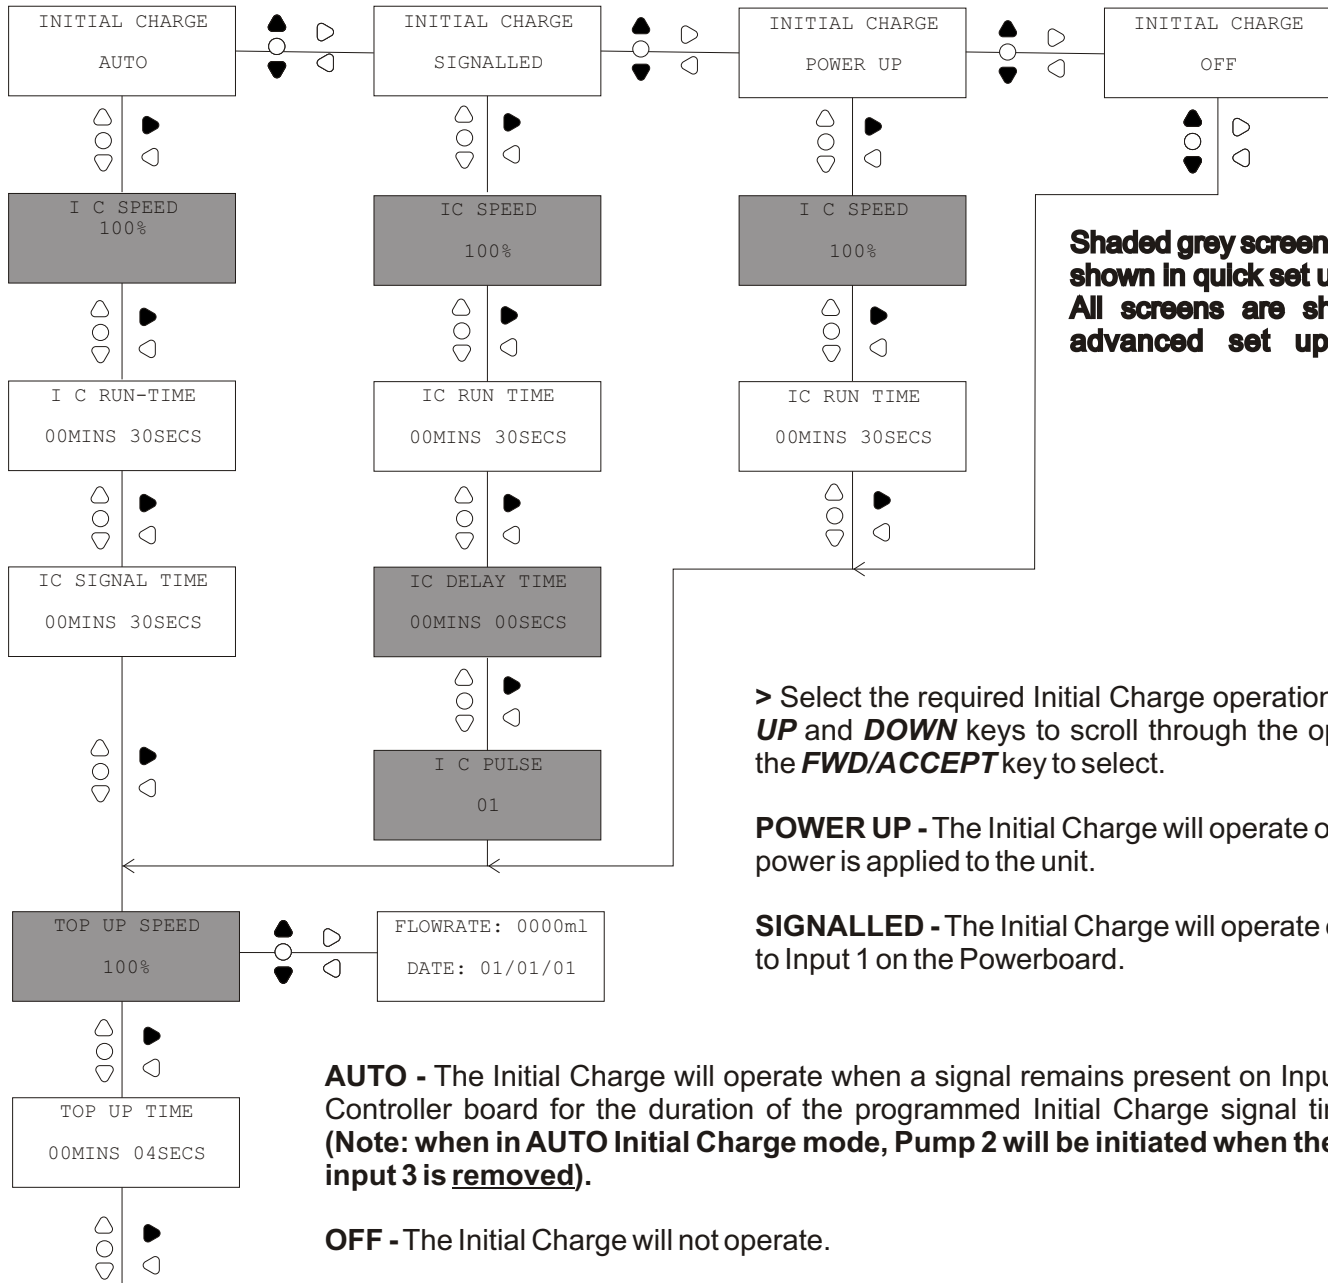 INITIAL CHARGE
AUTO
INITIAL CHARGE
SIGNALLED
INITIAL CHARGE
POWER UP
INITIAL CHARGE
OFF
I C SPEED
100%
IC SPEED
100%
I C SPEED
100%
Shaded grey screen
shown in quick set u
All screens are sh
advanced set up
I C RUN-TIME
00MINS 30SECS
IC RUN TIME
00MINS 30SECS
IC RUN TIME
00MINS 30SECS
IC SIGNAL TIME
00MINS 30SECS
IC DELAY TIME
00MINS 00SECS
I C PULSE
01
> Select the required Initial Charge operation
UP and DOWN keys to scroll through the op
the FWD/ACCEPT key to select.
POWER UP - The Initial Charge will operate o
power is applied to the unit.
SIGNALLED - The Initial Charge will operate
to Input 1 on the Powerboard.
TOP UP SPEED
100%
FLOWRATE: 0000ml
DATE: 01/01/01
TOP UP TIME
00MINS 04SECS
AUTO - The Initial Charge will operate when a signal remains present on Inpu
Controller board for the duration of the programmed Initial Charge signal ti
(Note: when in AUTO Initial Charge mode, Pump 2 will be initiated when the
input 3 is removed).
OFF - The Initial Charge will not operate.